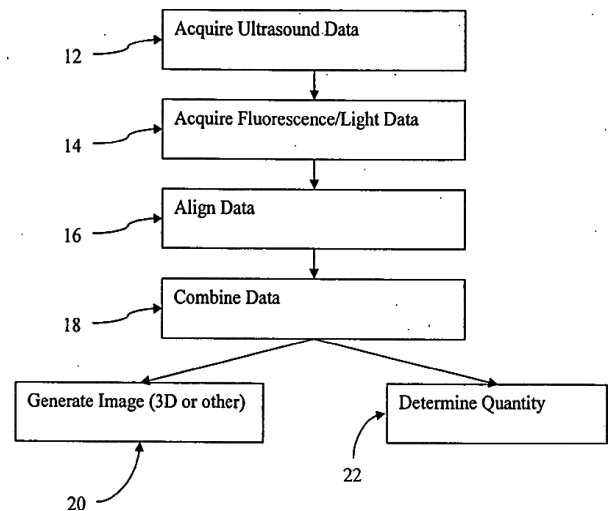 Acquire Ultrasound Data
12
Acquire Fluorescence/Light Data
14
Align Data
16
Combine Data
18
Generate Image (3D or other)
Determine Quantity
22
20